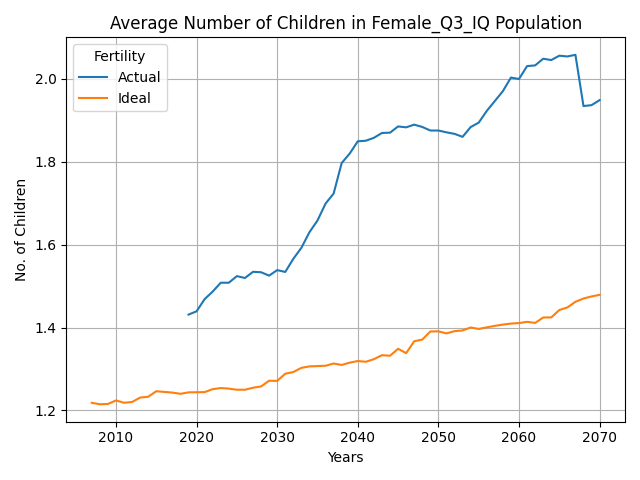 Average Number of Children in Female_Q3_IQ Population
Fertility
Actual
Ideal
No. of Children
2.0
1.8
1.6
1.4
1.2
2010 2020 2030 2040 2050 2060 2070
Years